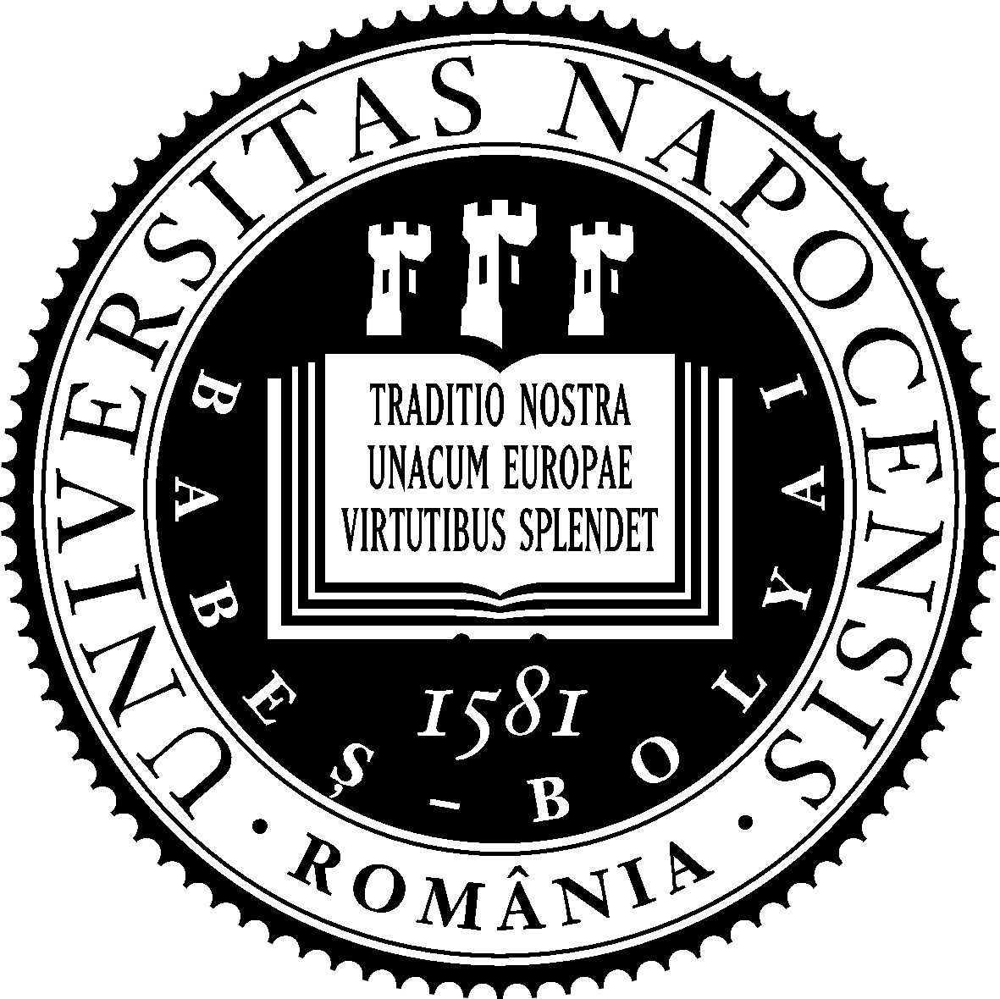 UNIVERSITAS NAPOCENSIS
TRADITIO NOSTRA
UNACUM EUROPAE
VIRTUTIBUS SPLENDET
1581
BABEȘ–BOLYAI
• ROMÂNIA •